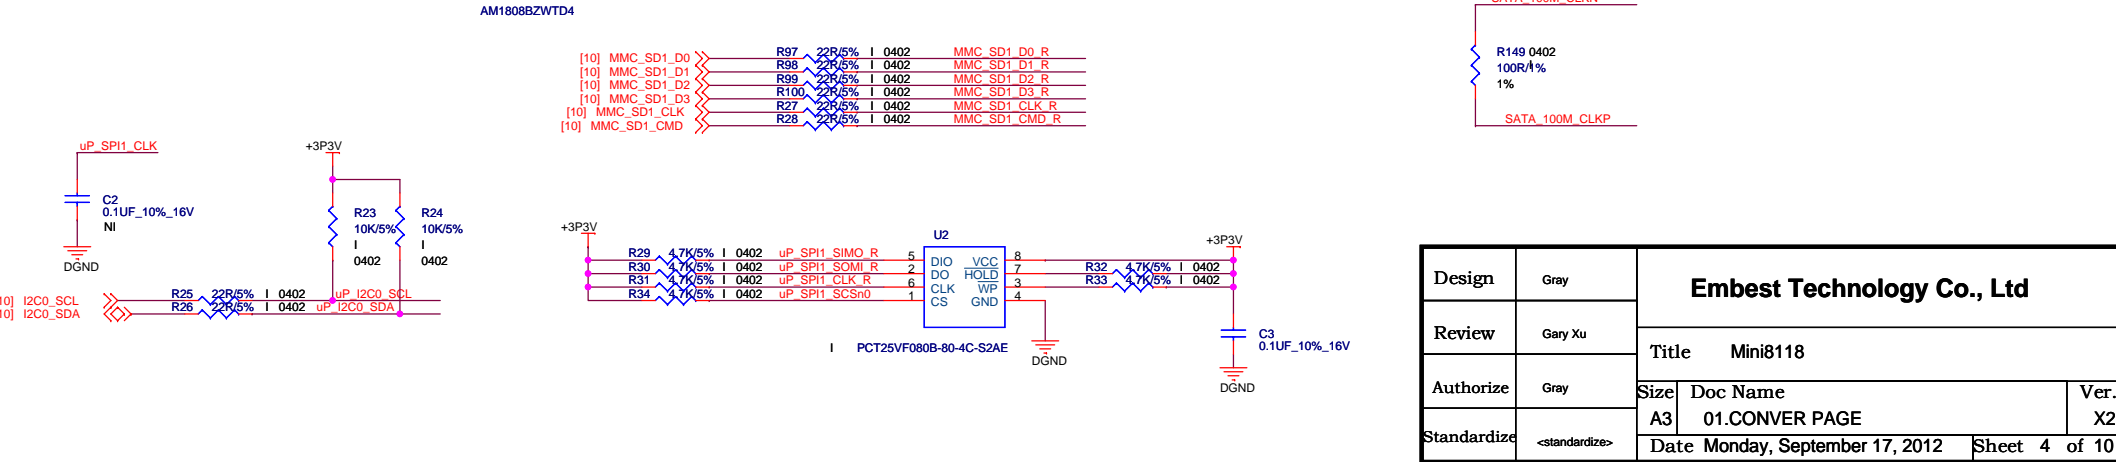 AM1808BZWTD4
[10] MMC_SD1_D0 R97 22R/5% I 0402 MMC_SD1_D0_R
[10] MMC_SD1_D1 R98 22R/5% I 0402 MMC_SD1_D1_R
[10] MMC_SD1_D2 R99 22R/5% I 0402 MMC_SD1_D2_R
[10] MMC_SD1_D3 R100 22R/5% I 0402 MMC_SD1_D3_R
[10] MMC_SD1_CLK R27 22R/5% I 0402 MMC_SD1_CLK_R
[10] MMC_SD1_CMD R28 22R/5% I 0402 MMC_SD1_CMD_R
R149 0402
100R/1% I
1%
SATA_100M_CLKP
uP_SPI1_CLK
C2
0.1UF_10%_16V
NI
DGND
+3P3V
R23
10K/5%
I
0402
R24
10K/5%
I
0402
I2C0_SCL R25 22R/5% I 0402 uP_I2C0_SCL
I2C0_SDA R26 22R/5% I 0402 uP_I2C0_SDA
+3P3V
U2
R29 4.7K/5% I 0402 uP_SPI1_SIMO_R 5 DIO VCC 8
R30 4.7K/5% I 0402 uP_SPI1_SOMI_R 2 DO HOLD 7 R32 4.7K/5% I 0402
R31 4.7K/5% I 0402 uP_SPI1_CLK_R 6 CLK WP 3 R33 4.7K/5% I 0402
R34 4.7K/5% I 0402 uP_SPI1_SCSn0 1 CS GND 4
I PCT25VF080B-80-4C-S2AE
DGND
+3P3V
C3
0.1UF_10%_16V
DGND
Design Gray
Review Gary Xu
Authorize Gray
Standardize <standardize>
Embest Technology Co., Ltd
Title Mini8118
Size Doc Name Ver.
A3 01.CONVER PAGE X2
Date Monday, September 17, 2012 Sheet 4 of 10